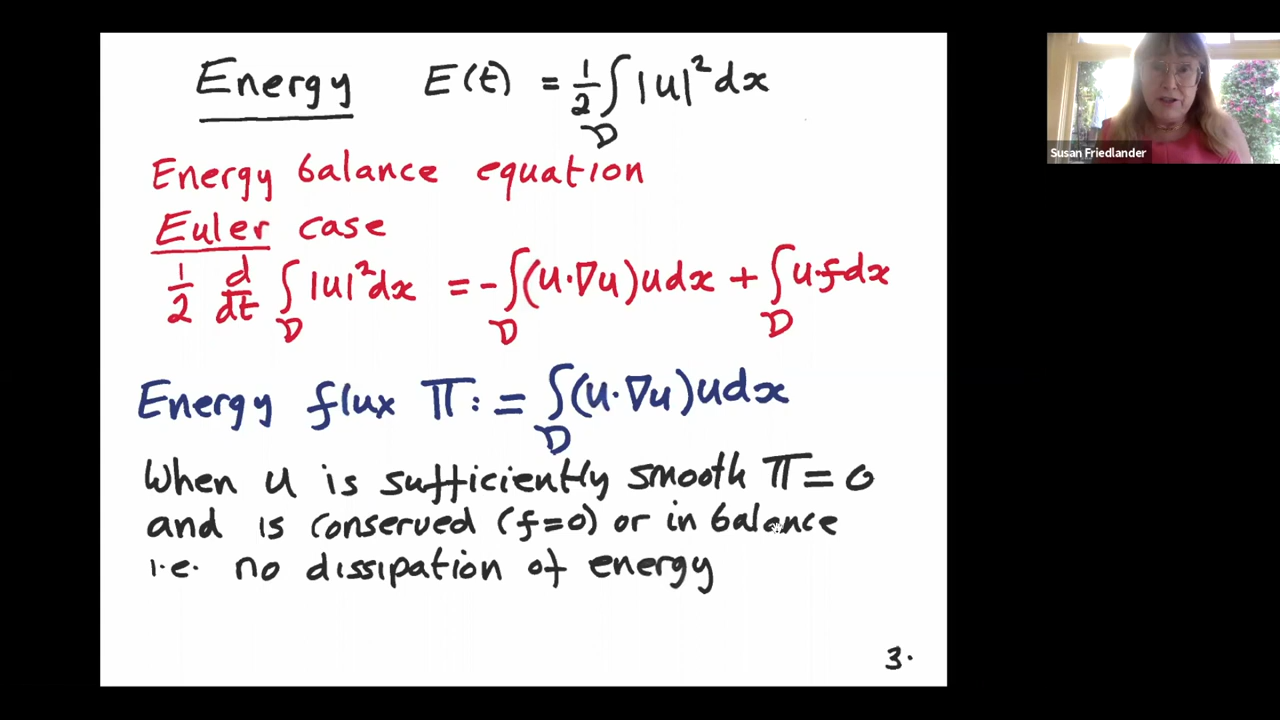 Energy E(t) = 1/2 ∫_D |u|² dx
Susan Friedlander
Energy balance equation
Euler case
1/2 d/dt ∫_D |u|² dx = - ∫_D (u·∇u)u dx + ∫_D u·f dx
Energy flux Π := ∫_D (u·∇u)u dx
When u is sufficiently smooth Π = 0
and is conserved (f=0) or in balance
i.e. no dissipation of energy
3.